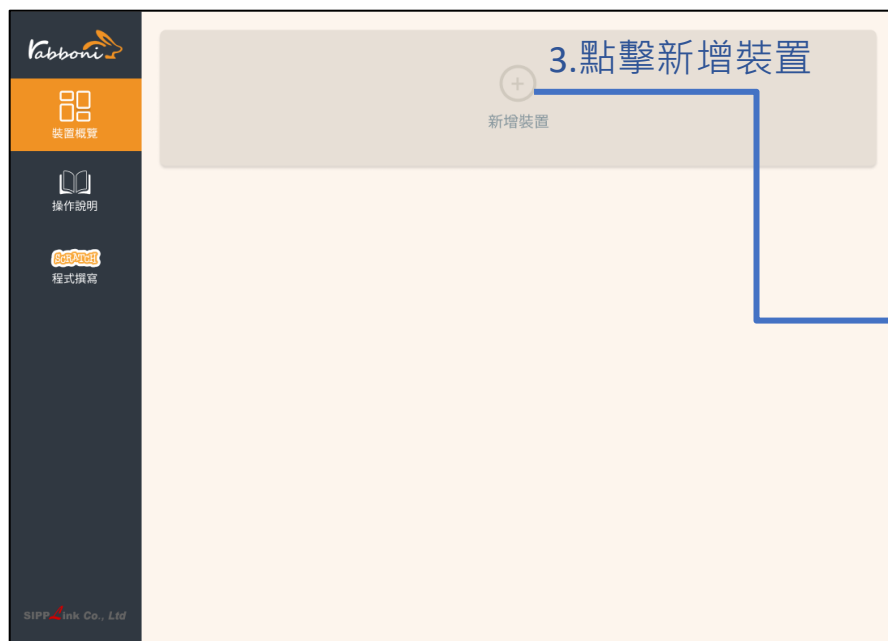 rabboni
3.點擊新增裝置
新增裝置
裝置概覽
操作說明
SCRATCH
程式撰寫
SIPPLink Co., Ltd